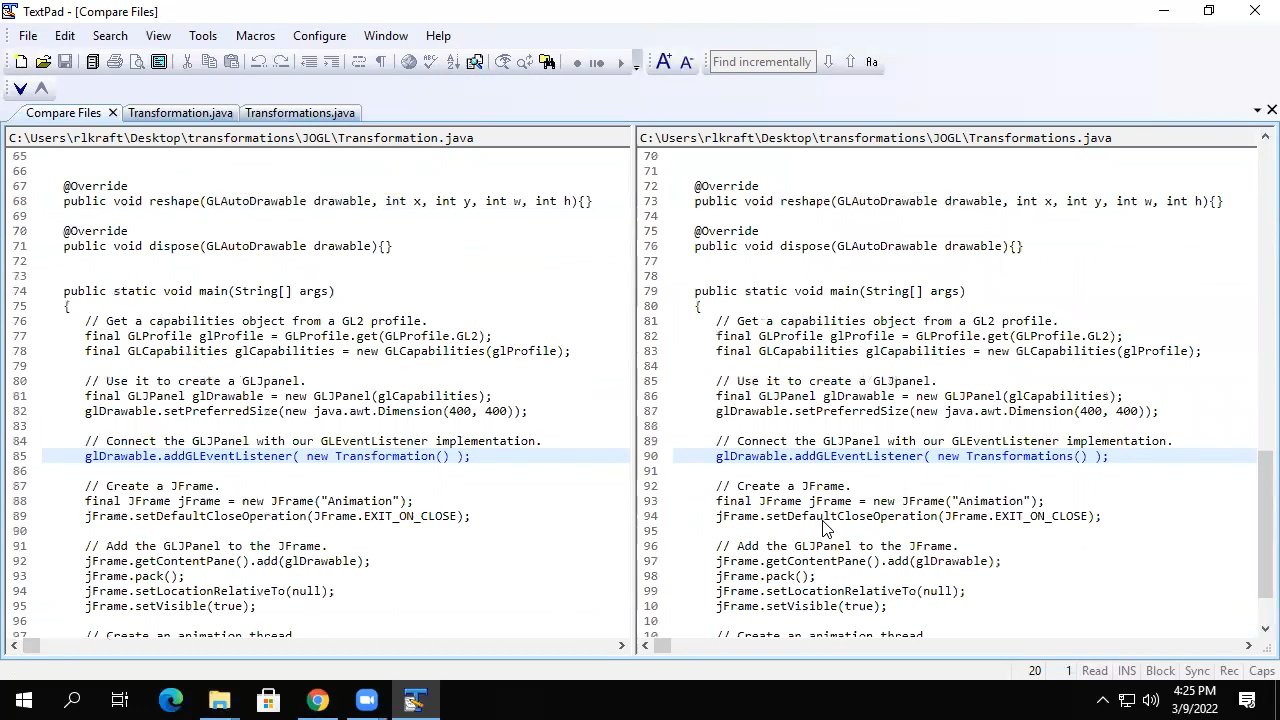 TextPad - [Compare Files]
File Edit Search View Tools Macros Configure Window Help
Find incrementally
Compare Files Transformation.java Transformations.java
C:\Users\rlkraft\Desktop\transformations\JOGL\Transformation.java
65
66
67 @Override
68 public void reshape(GLAutoDrawable drawable, int x, int y, int w, int h){}
69
70 @Override
71 public void dispose(GLAutoDrawable drawable){}
72
73
74 public static void main(String[] args)
75 {
76 // Get a capabilities object from a GL2 profile.
77 final GLProfile glProfile = GLProfile.get(GLProfile.GL2);
78 final GLCapabilities glCapabilities = new GLCapabilities(glProfile);
79
80 // Use it to create a GLJpanel.
81 final GLJPanel glDrawable = new GLJPanel(glCapabilities);
82 glDrawable.setPreferredSize(new java.awt.Dimension(400, 400));
83
84 // Connect the GLJPanel with our GLEventListener implementation.
85 glDrawable.addGLEventListener( new Transformation() );
86
87 // Create a JFrame.
88 final JFrame jFrame = new JFrame("Animation");
89 jFrame.setDefaultCloseOperation(JFrame.EXIT_ON_CLOSE);
90
91 // Add the GLJPanel to the JFrame.
92 jFrame.getContentPane().add(glDrawable);
93 jFrame.pack();
94 jFrame.setLocationRelativeTo(null);
95 jFrame.setVisible(true);
96
97 // Create an animation thread
C:\Users\rlkraft\Desktop\transformations\JOGL\Transformations.java
70
71
72 @Override
73 public void reshape(GLAutoDrawable drawable, int x, int y, int w, int h){}
74
75 @Override
76 public void dispose(GLAutoDrawable drawable){}
77
78
79 public static void main(String[] args)
80 {
81 // Get a capabilities object from a GL2 profile.
82 final GLProfile glProfile = GLProfile.get(GLProfile.GL2);
83 final GLCapabilities glCapabilities = new GLCapabilities(glProfile);
84
85 // Use it to create a GLJpanel.
86 final GLJPanel glDrawable = new GLJPanel(glCapabilities);
87 glDrawable.setPreferredSize(new java.awt.Dimension(400, 400));
88
89 // Connect the GLJPanel with our GLEventListener implementation.
90 glDrawable.addGLEventListener( new Transformations() );
91
92 // Create a JFrame.
93 final JFrame jFrame = new JFrame("Animation");
94 jFrame.setDefaultCloseOperation(JFrame.EXIT_ON_CLOSE);
95
96 // Add the GLJPanel to the JFrame.
97 jFrame.getContentPane().add(glDrawable);
98 jFrame.pack();
99 jFrame.setLocationRelativeTo(null);
10 jFrame.setVisible(true);
10
10 // Create an animation thread
20 1 Read INS Block Sync Rec Caps
4:25 PM
3/9/2022